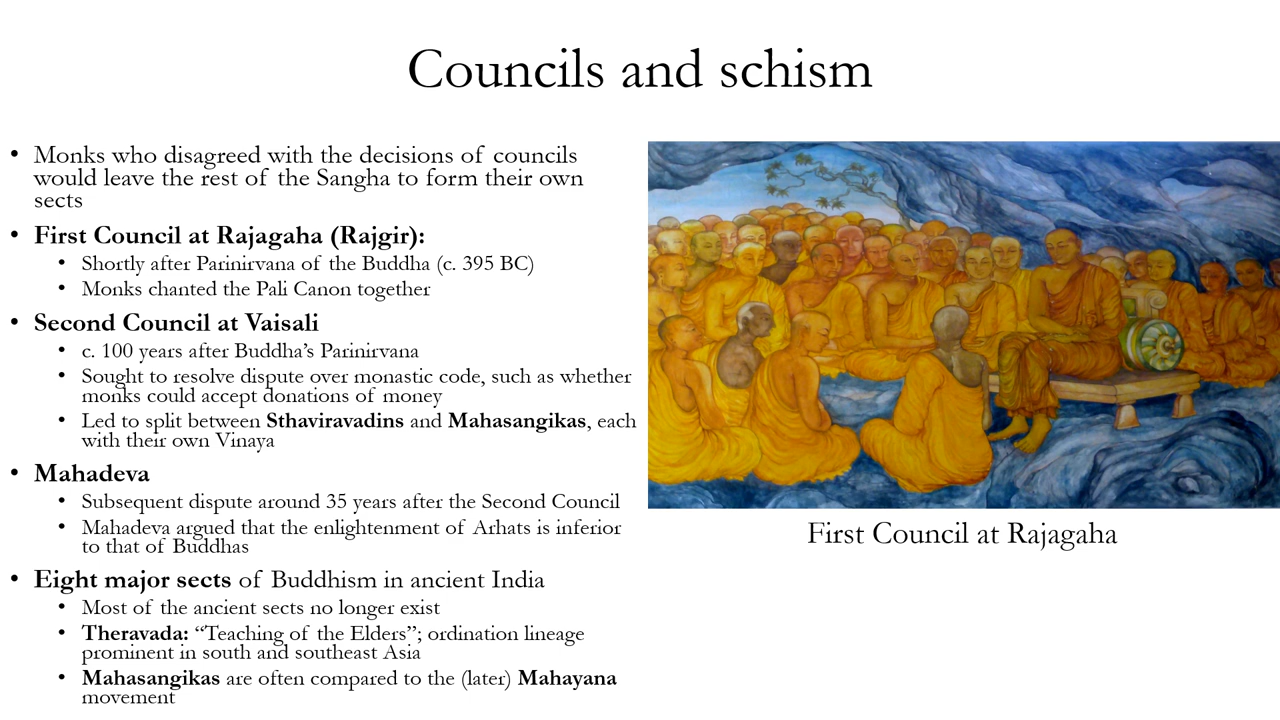 Councils and schism
• Monks who disagreed with the decisions of councils
would leave the rest of the Sangha to form their own
sects
• First Council at Rajagaha (Rajgir):
• Shortly after Parinirvana of the Buddha (c. 395 BC)
• Monks chanted the Pali Canon together
• Second Council at Vaisali
• c. 100 years after Buddha’s Parinirvana
• Sought to resolve dispute over monastic code, such as whether
monks could accept donations of money
• Led to split between Sthaviravadins and Mahasangikas, each
with their own Vinaya
• Mahadeva
• Subsequent dispute around 35 years after the Second Council
• Mahadeva argued that the enlightenment of Arhats is inferior
to that of Buddhas
• Eight major sects of Buddhism in ancient India
• Most of the ancient sects no longer exist
• Theravada: “Teaching of the Elders”; ordination lineage
prominent in south and southeast Asia
• Mahasangikas are often compared to the (later) Mahayana
movement
First Council at Rajagaha